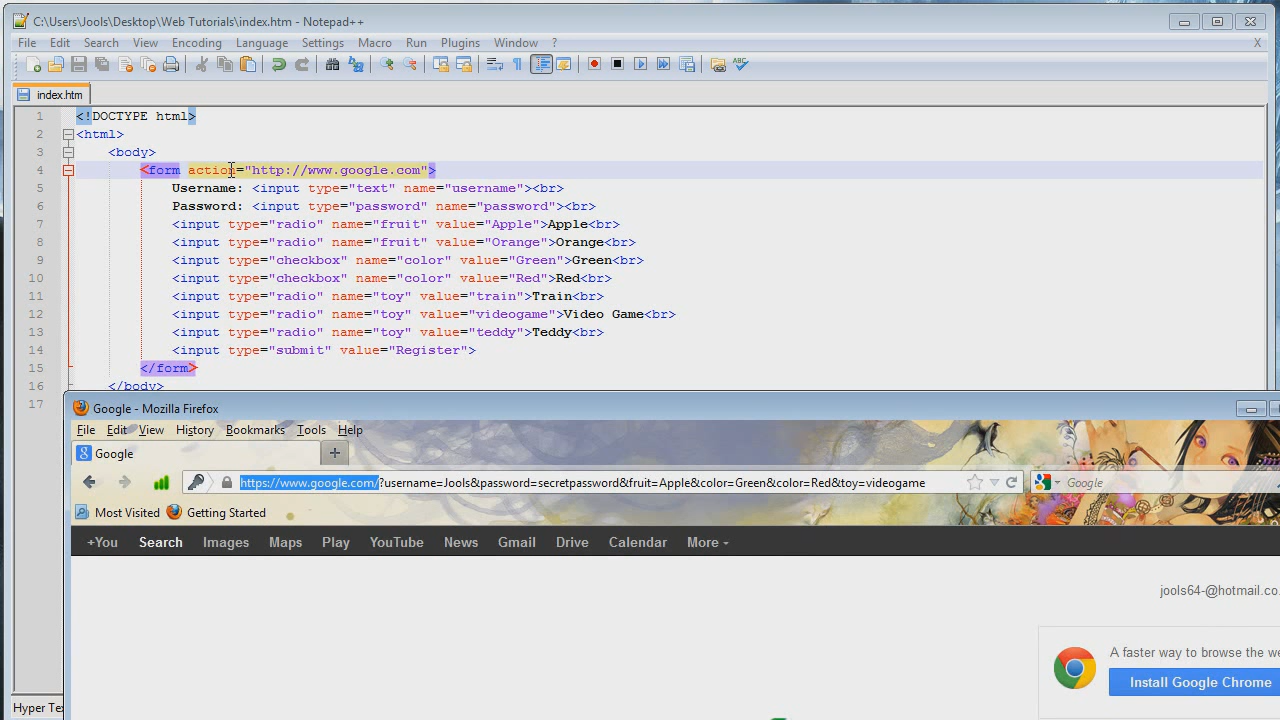 C:\Users\Jools\Desktop\Web Tutorials\index.htm - Notepad++
File Edit Search View Encoding Language Settings Macro Run Plugins Window ? X
index.htm
1 <!DOCTYPE html>
2 <html>
3 <body>
4 <form action="http://www.google.com">
5 Username: <input type="text" name="username"><br>
6 Password: <input type="password" name="password"><br>
7 <input type="radio" name="fruit" value="Apple">Apple<br>
8 <input type="radio" name="fruit" value="Orange">Orange<br>
9 <input type="checkbox" name="color" value="Green">Green<br>
10 <input type="checkbox" name="color" value="Red">Red<br>
11 <input type="radio" name="toy" value="train">Train<br>
12 <input type="radio" name="toy" value="videogame">Video Game<br>
13 <input type="radio" name="toy" value="teddy">Teddy<br>
14 <input type="submit" value="Register">
15 </form>
16 </body>
17
Google - Mozilla Firefox
File Edit View History Bookmarks Tools Help
Google
https://www.google.com/?username=Jools&password=secretpassword&fruit=Apple&color=Green&color=Red&toy=videogame Google
Most Visited Getting Started
+You Search Images Maps Play YouTube News Gmail Drive Calendar More
jools64-@hotmail.co.
A faster way to browse the we
Install Google Chrome
Hyper Tex